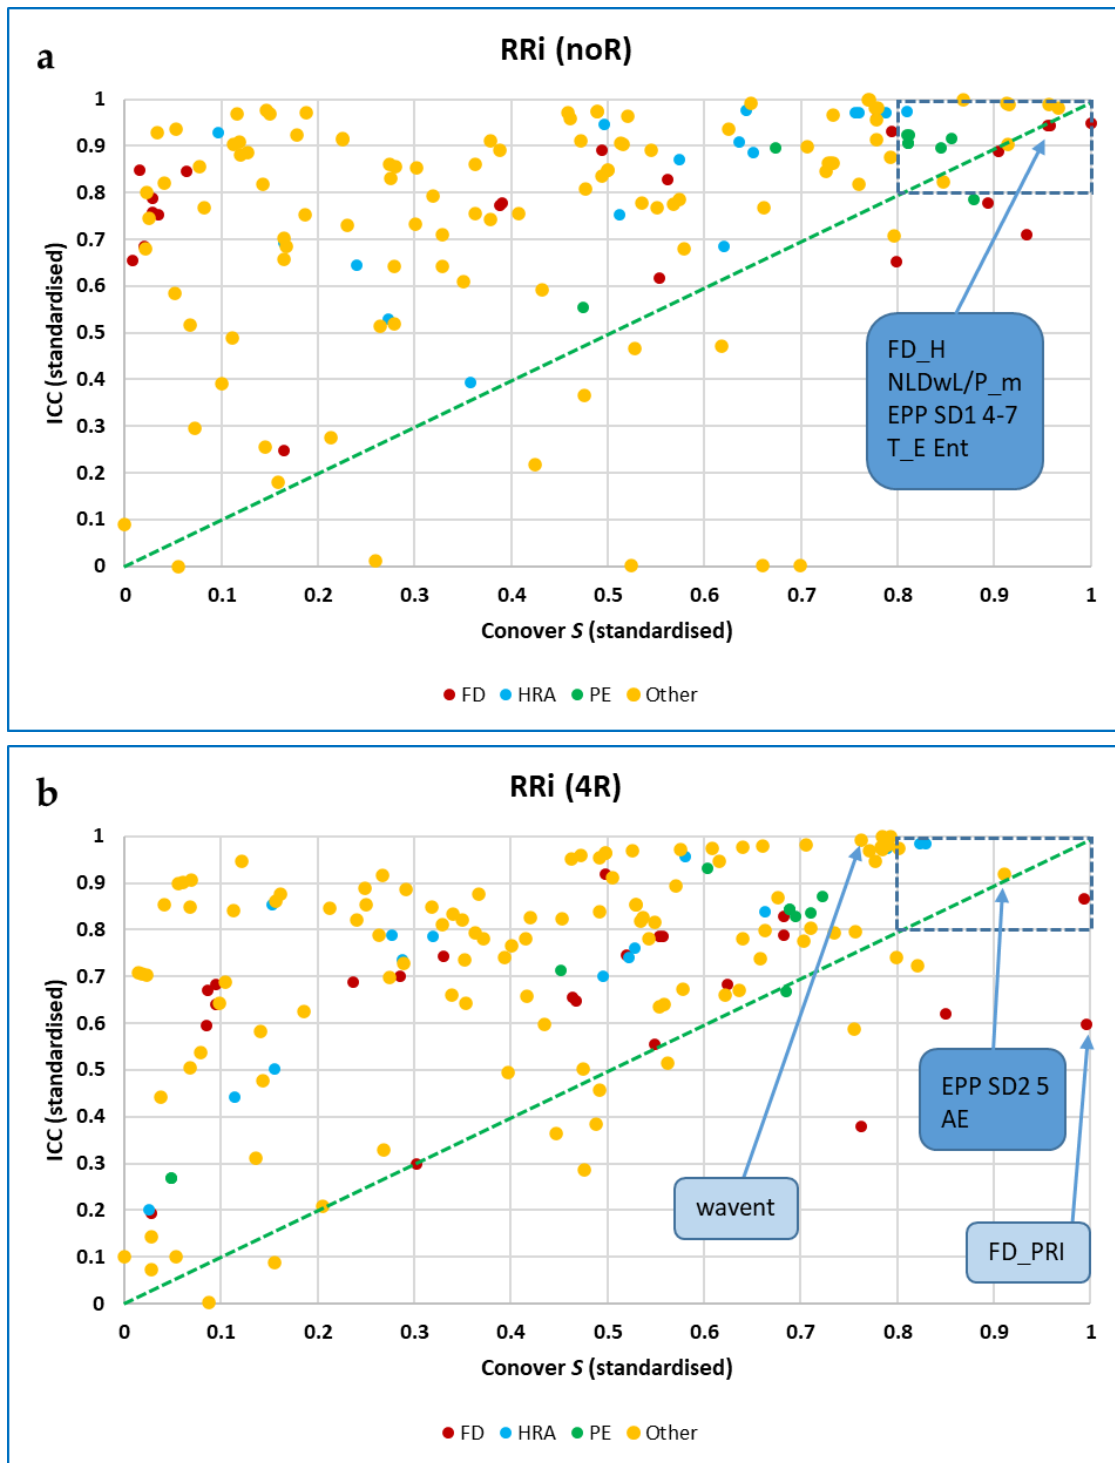 a
RRi (noR)
1
0.9
0.8
0.7
0.6
0.5
0.4
0.3
0.2
0.1
0
ICC (standardised)
FD_H
NLDwL/P_m
EPP SD1 4-7
T_E Ent
0 0.1 0.2 0.3 0.4 0.5 0.6 0.7 0.8 0.9 1
Conover S (standardised)
FD HRA PE Other
b
RRi (4R)
1
0.9
0.8
0.7
0.6
0.5
0.4
0.3
0.2
0.1
0
ICC (standardised)
EPP SD2 5
AE
wavent
FD_PRI
0 0.1 0.2 0.3 0.4 0.5 0.6 0.7 0.8 0.9 1
Conover S (standardised)
FD HRA PE Other